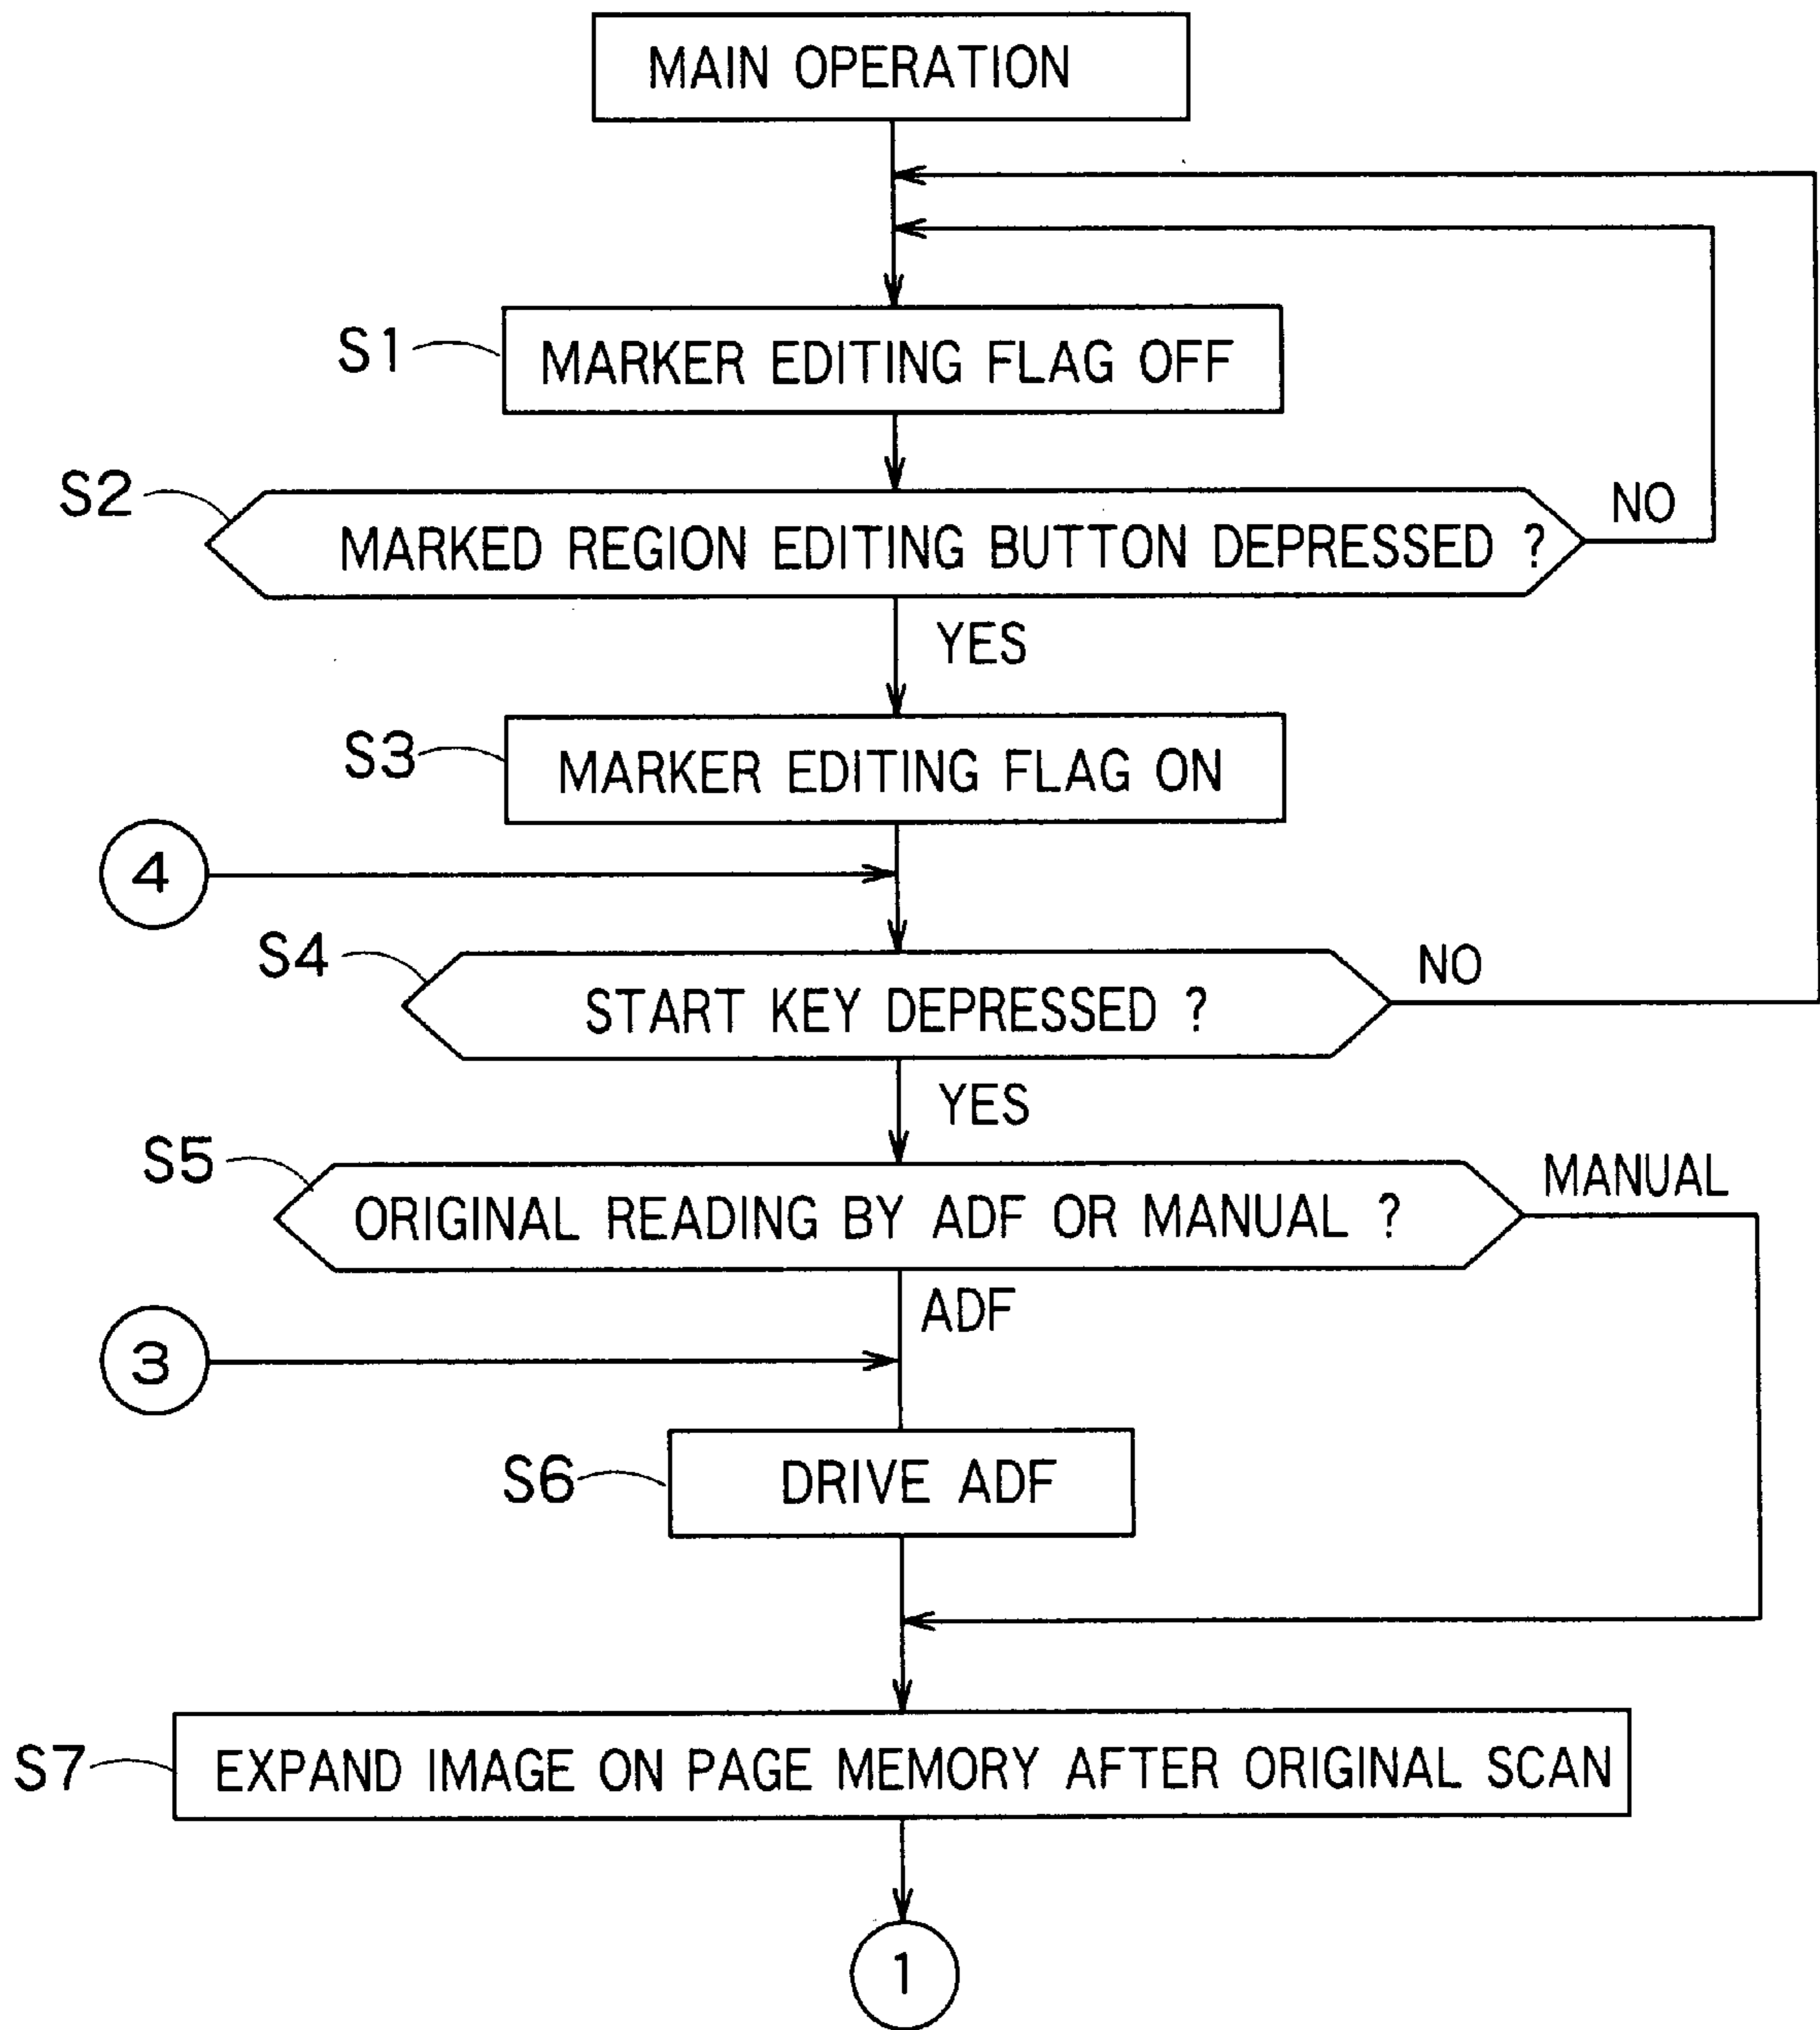 MAIN OPERATION
S1
MARKER EDITING FLAG OFF
S2
MARKED REGION EDITING BUTTON DEPRESSED ?
NO
YES
S3
MARKER EDITING FLAG ON
4
S4
START KEY DEPRESSED ?
NO
YES
S5
ORIGINAL READING BY ADF OR MANUAL ?
MANUAL
ADF
3
S6
DRIVE ADF
S7
EXPAND IMAGE ON PAGE MEMORY AFTER ORIGINAL SCAN
1